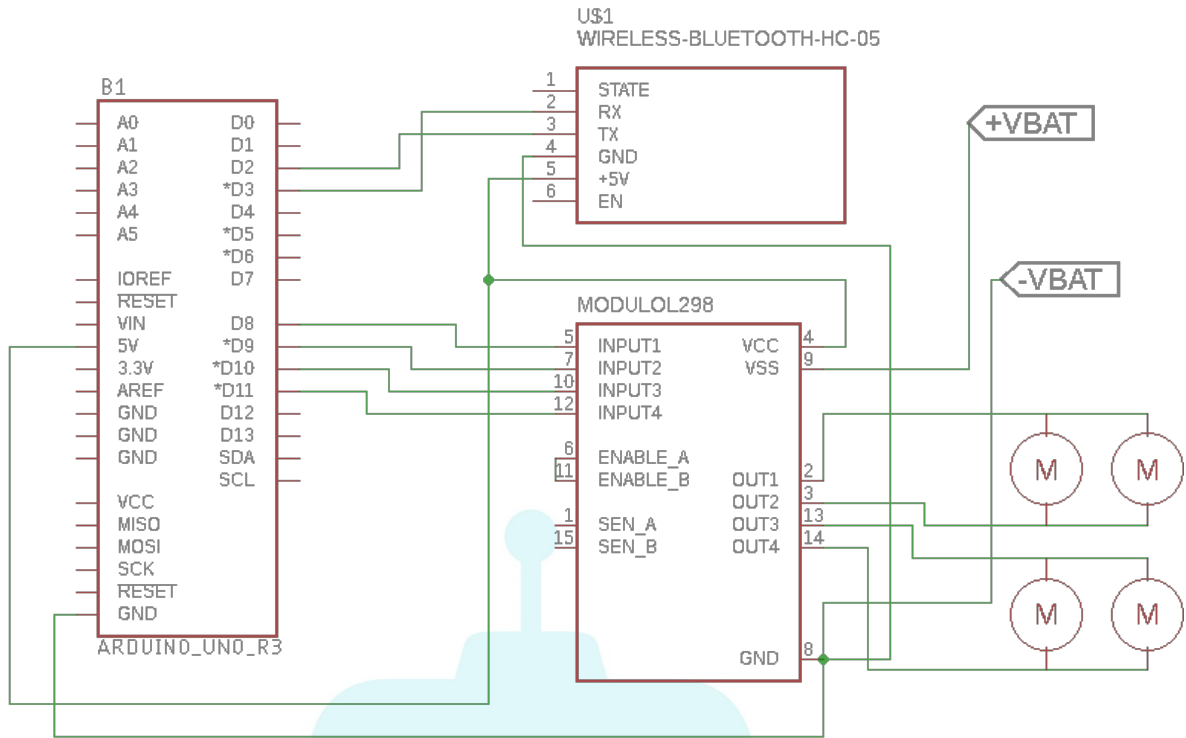 U$1
WIRELESS-BLUETOOTH-HC-05
B1
A0 D0
A1 D1
A2 D2
A3 *D3
A4 D4
A5 *D5
*D6
IOREF D7
RESET
VIN D8
5V *D9
3.3V *D10
AREF *D11
GND D12
GND D13
GND SDA
SCL
VCC
MISO
MOSI
SCK
RESET
GND
ARDUINO_UNO_R3
1 STATE
2 RX
3 TX
4 GND
5 +5V
6 EN
+VBAT
-VBAT
MODULOL298
5 INPUT1 VCC 4
7 INPUT2 VSS 9
10 INPUT3
12 INPUT4
6 ENABLE_A
11 ENABLE_B OUT1 2
OUT2 3
1 SEN_A OUT3 13
15 SEN_B OUT4 14
GND 8
M M
M M